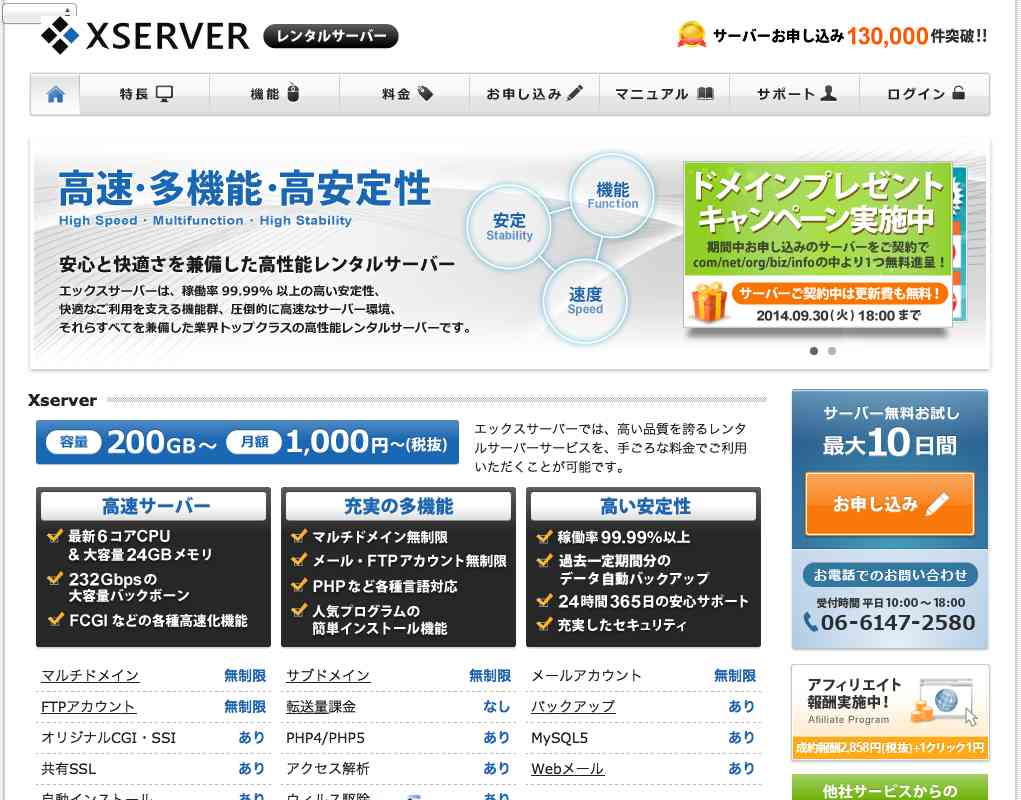 XSERVER レンタルサーバー
サーバーお申し込み130,000件突破!!
特長
機能
料金
お申し込み
マニュアル
サポート
ログイン
高速・多機能・高安定性
High Speed · Multifunction · High Stability
安心と快適さを兼備した高性能レンタルサーバー
エックスサーバーは、稼働率 99.99% 以上の高い安定性、
快適なご利用を支える機能群、圧倒的に高速なサーバー環境、
それらすべてを兼備した業界トップクラスの高性能レンタルサーバーです。
機能
Function
安定
Stability
速度
Speed
ドメインプレゼント
キャンペーン実施中
期間中お申し込みのサーバーをご契約で
com/net/org/biz/infoの中より1つ無料進呈！
サーバーご契約中は更新費も無料！
2014.09.30(火) 18:00 まで
Xserver
容量 200GB～ 月額 1,000円～(税抜)
エックスサーバーでは、高い品質を誇るレンタ
ルサーバーサービスを、手ごろな料金でご利用
いただくことが可能です。
高速サーバー
最新6コアCPU
& 大容量24GBメモリ
232Gbpsの
大容量バックボーン
FCGI などの各種高速化機能
充実の多機能
マルチドメイン無制限
メール・FTPアカウント無制限
PHP など各種言語対応
人気プログラムの
簡単インストール機能
高い安定性
稼働率 99.99%以上
過去一定期間分の
データ自動バックアップ
24時間365日の安心サポート
充実したセキュリティ
マルチドメイン 無制限
サブドメイン 無制限
メールアカウント 無制限
FTPアカウント 無制限
転送量課金 なし
バックアップ あり
オリジナルCGI・SSI あり
PHP4/PHP5 あり
MySQL5 あり
共有SSL あり
アクセス解析 あり
Webメール あり
自動インストール あり
ウィルス駆除 あり
サーバー無料お試し
最大10日間
お申し込み
お電話でのお問い合わせ
受付時間 平日 10:00 ～ 18:00
06-6147-2580
アフィリエイト
報酬実施中！
Afiiliate Program
成約報酬2,858円(税抜)+1クリック1円
他社サービスからの